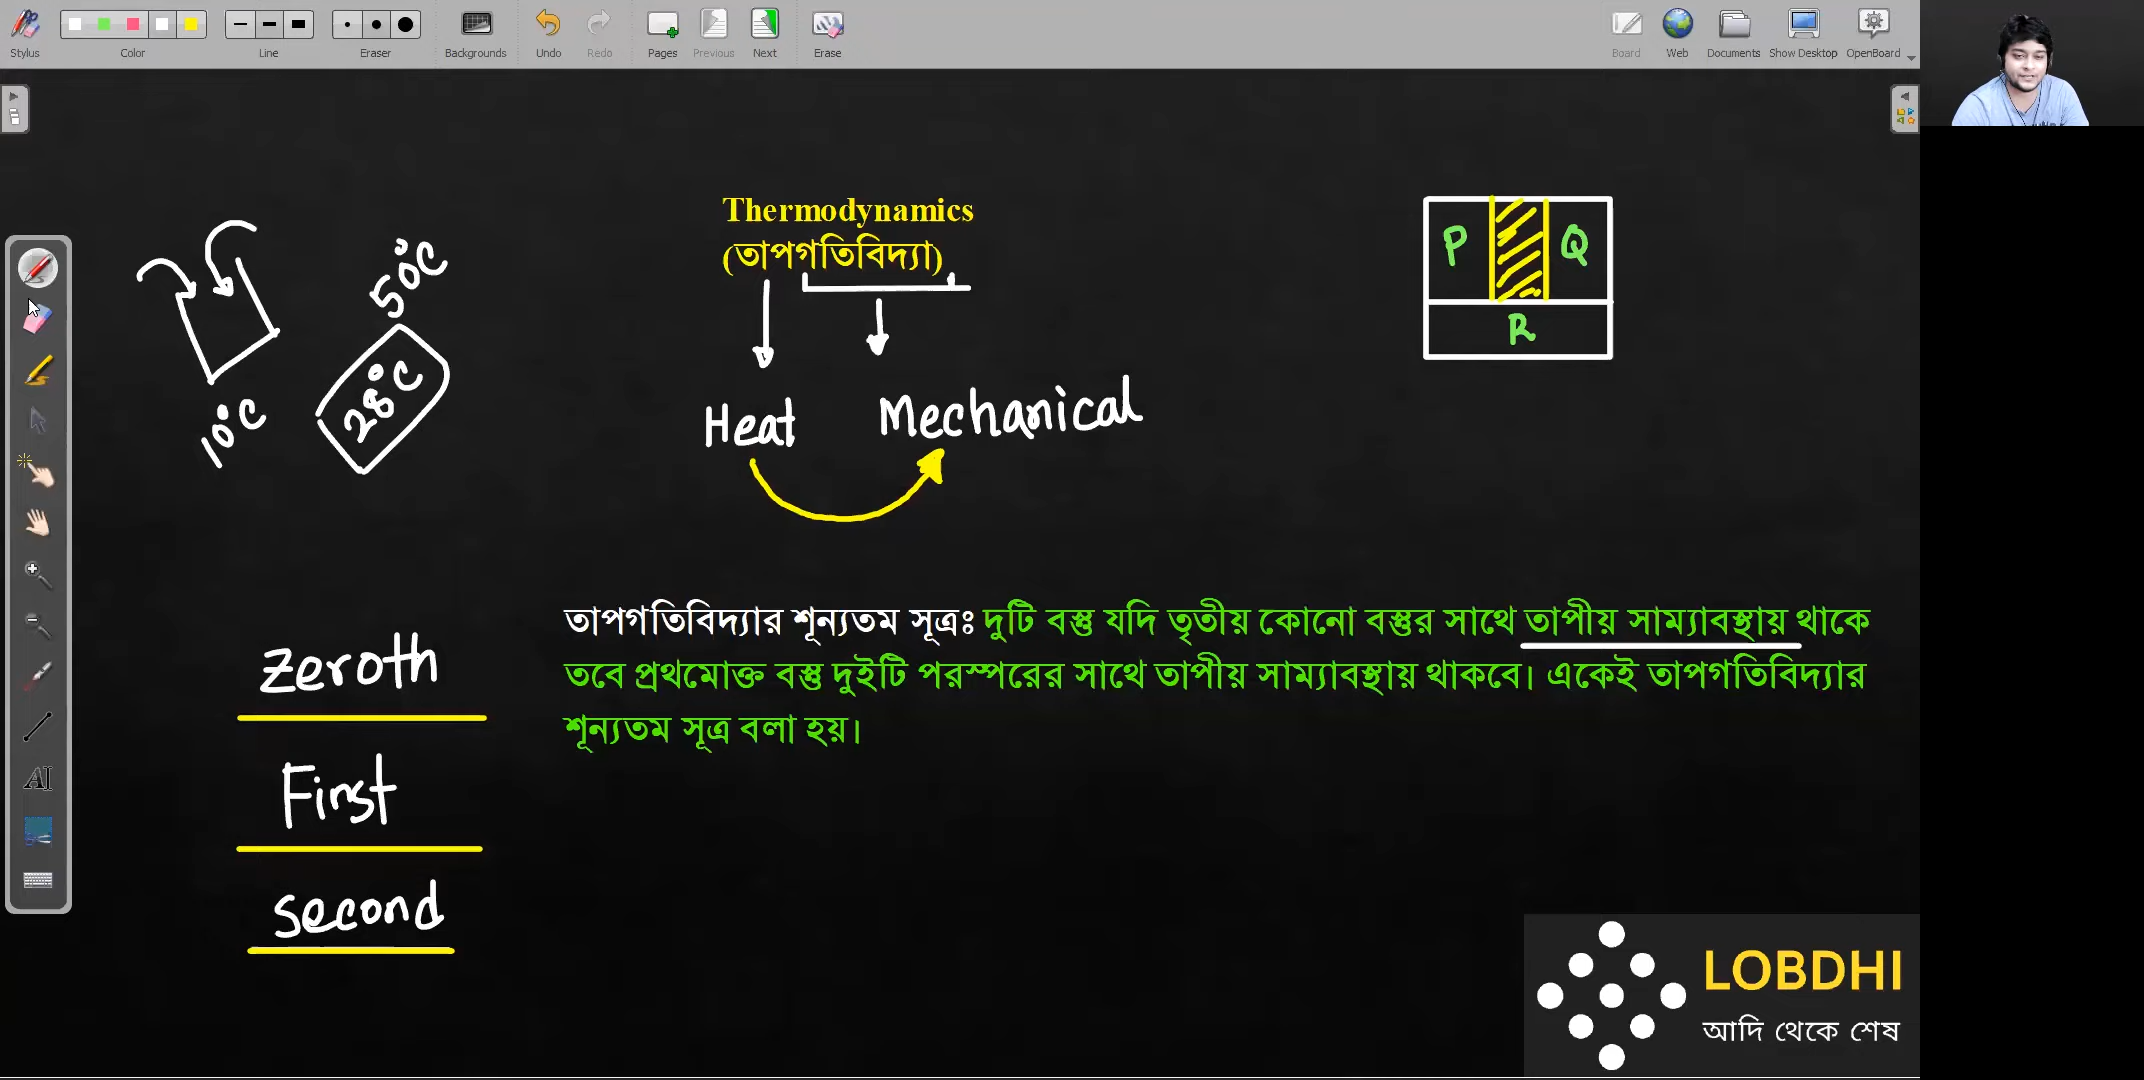 Stylus
Color
Line
Eraser
Backgrounds
Undo
Redo
Pages
Previous
Next
Erase
Board
Web
Documents
Show Desktop
OpenBoard
Thermodynamics
(তাপগতিবিদ্যা)
Heat
Mechanical
50°C
28°C
10°C
P
Q
R
Zeroth
First
Second
তাপগতিবিদ্যার শূন্যতম সূত্রঃ দুটি বস্তু যদি তৃতীয় কোনো বস্তুর সাথে তাপীয় সাম্যাবস্থায় থাকে
তবে প্রথমোক্ত বস্তু দুইটি পরস্পরের সাথে তাপীয় সাম্যাবস্থায় থাকবে। একেই তাপগতিবিদ্যার
শূন্যতম সূত্র বলা হয়।
AI
LOBDHI
আদি থেকে শেষ